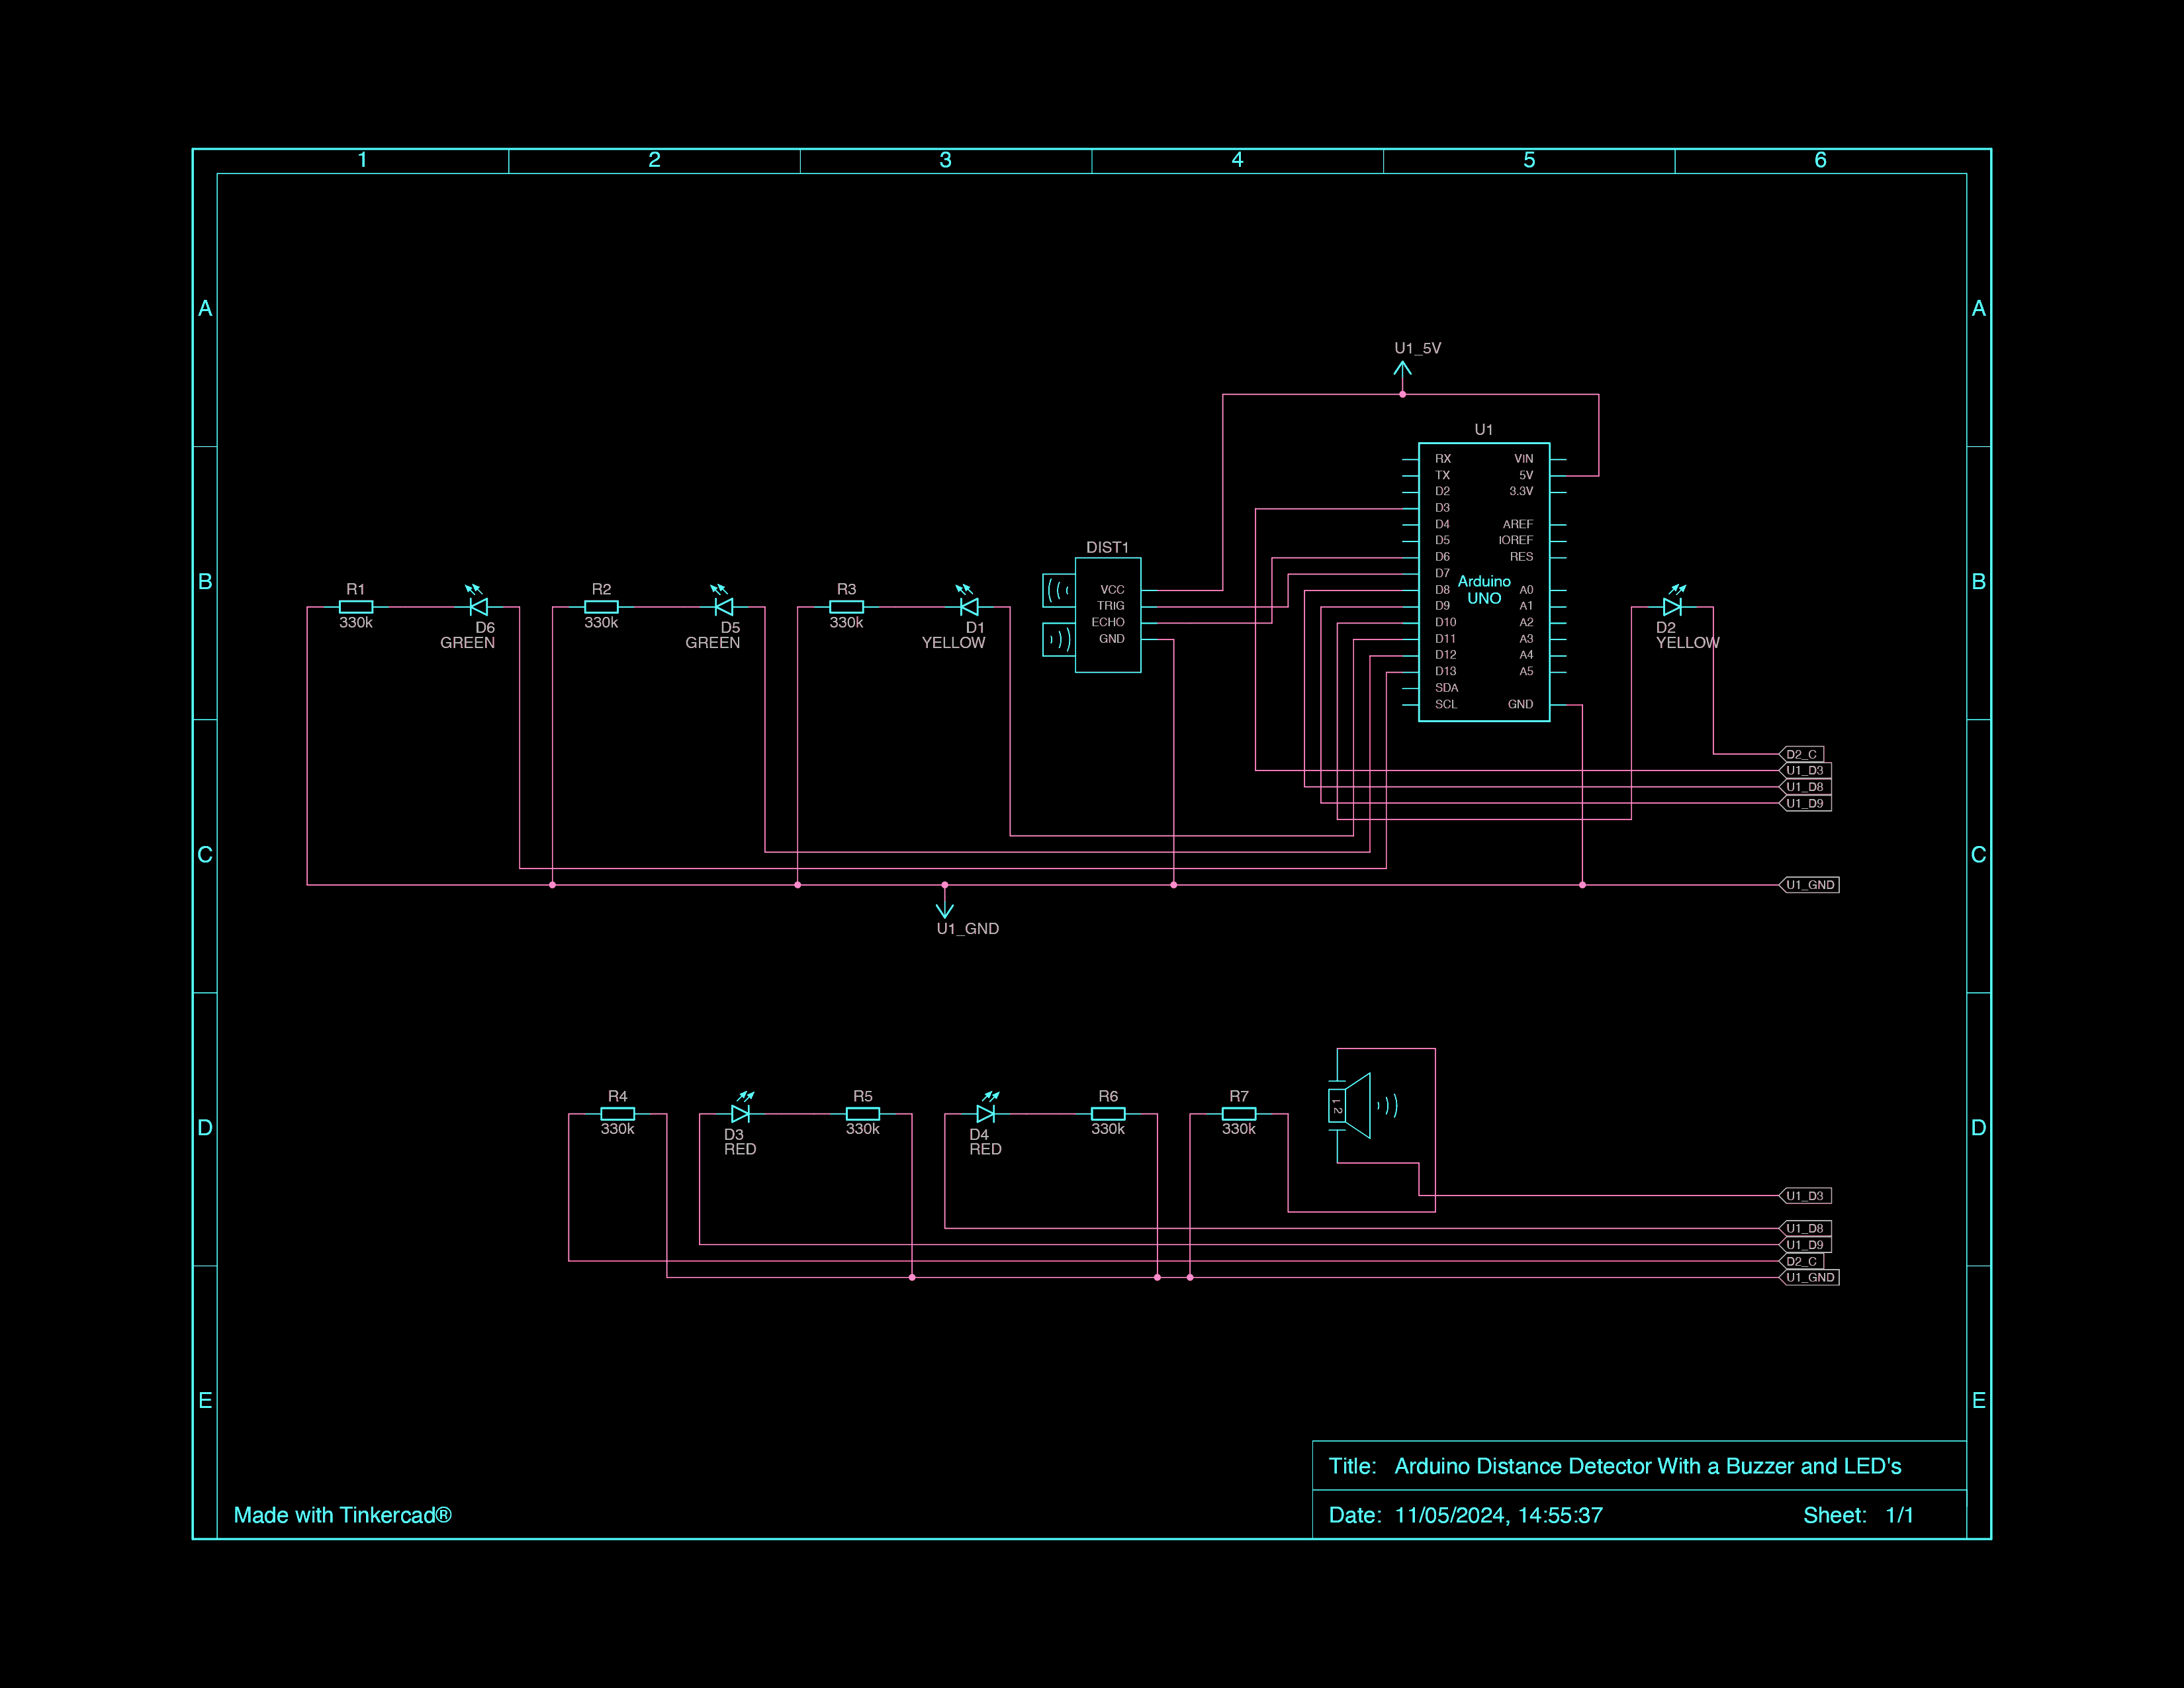 1 2 3 4 5 6
A A
U1_5V
U1
RX VIN
TX 5V
D2 3.3V
D3
D4 AREF
D5 IOREF
D6 RES
D7
Arduino
UNO
D8 A0
D9 A1
D10 A2
D11 A3
D12 A4
D13 A5
SDA
SCL GND
DIST1
VCC
TRIG
ECHO
GND
B B
R1
330k
D6
GREEN
R2
330k
D5
GREEN
R3
330k
D1
YELLOW
D2
YELLOW
D2_C
U1_D3
U1_D8
U1_D9
C C
U1_GND
U1_GND
D D
R4
330k
D3
RED
R5
330k
D4
RED
R6
330k
R7
330k
1
2
U1_D3
U1_D8
U1_D9
D2_C
U1_GND
E E
Title: Arduino Distance Detector With a Buzzer and LED's
Made with Tinkercad®
Date: 11/05/2024, 14:55:37 Sheet: 1/1